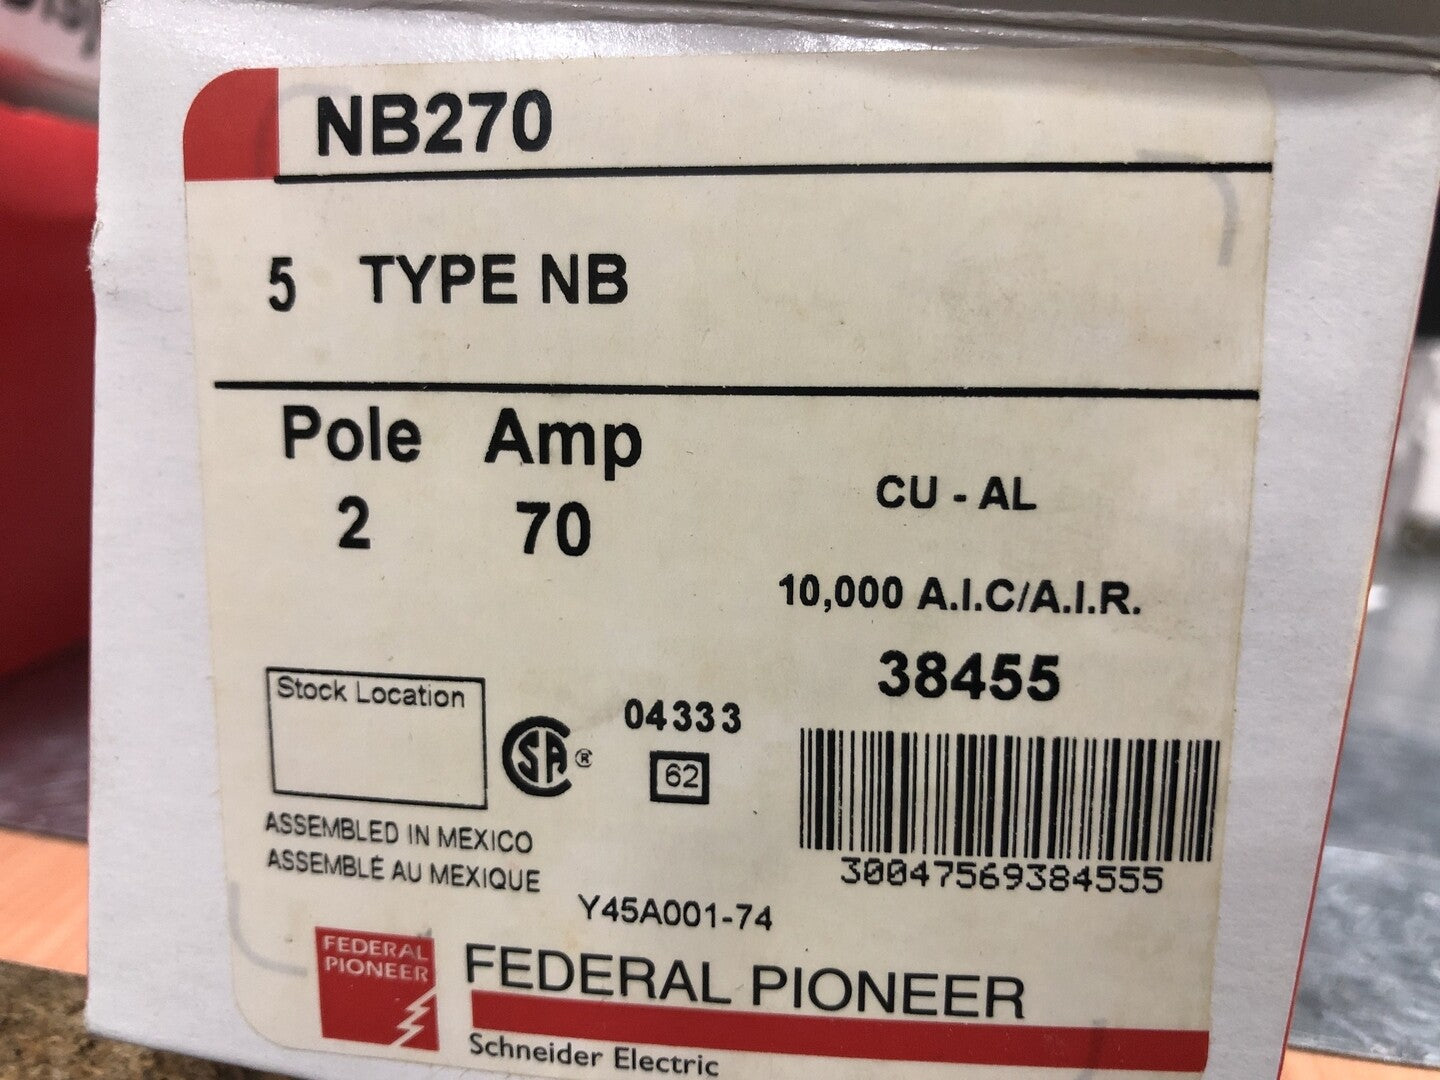 NB270
5 TYPE NB
Pole Amp
2 70
CU - AL
10,000 A.I.C/A.I.R.
38455
Stock Location
CSA ®
04333
62
30047569384555
ASSEMBLED IN MEXICO
ASSEMBLÉ AU MEXIQUE
Y45A001-74
FEDERAL
PIONEER
FEDERAL PIONEER
Schneider Electric